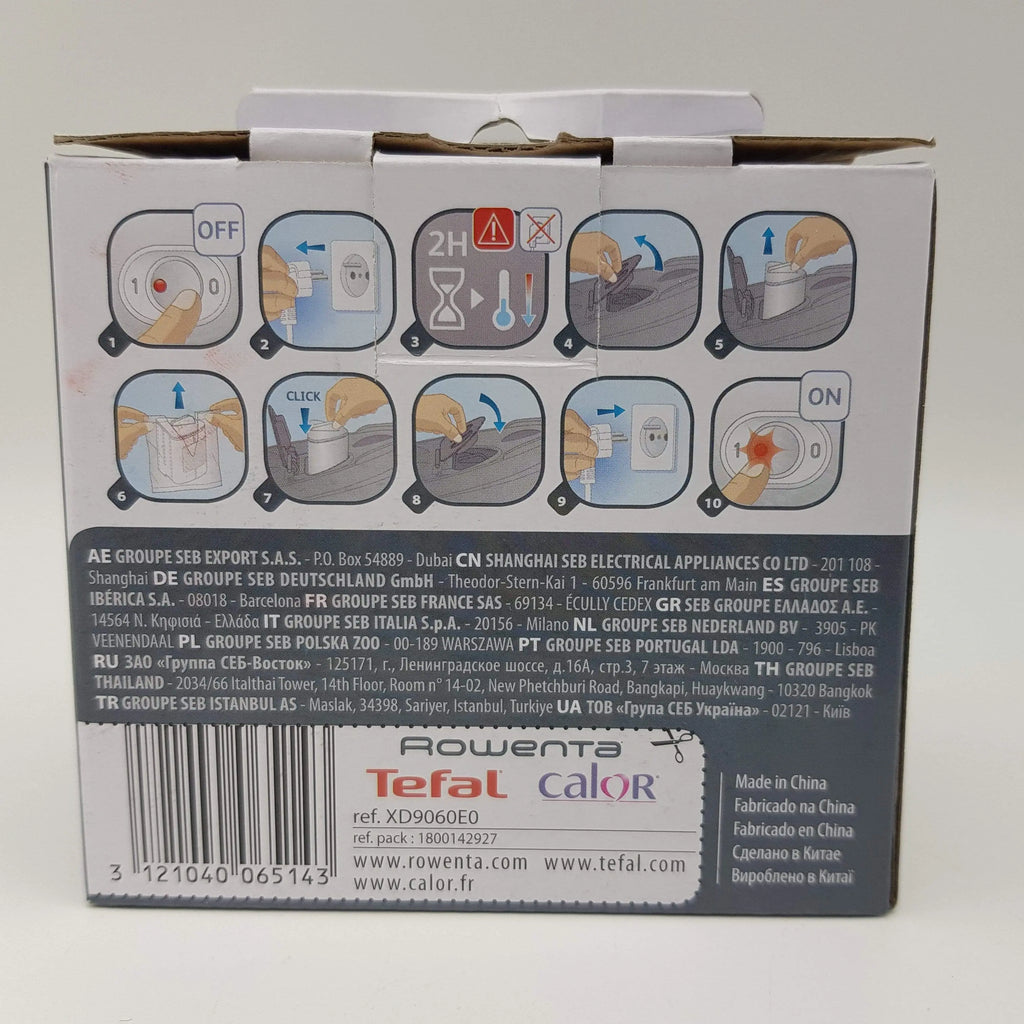 OFF
1 0
2H
1
2
3
4
5
CLICK
ON
1 0
6
7
8
9
10
AE GROUPE SEB EXPORT S.A.S. - P.O. Box 54889 - Dubai CN SHANGHAI SEB ELECTRICAL APPLIANCES CO LTD - 201 108 -
Shanghai DE GROUPE SEB DEUTSCHLAND GmbH - Theodor-Stern-Kai 1 - 60596 Frankfurt am Main ES GROUPE SEB
IBÉRICA S.A. - 08018 - Barcelona FR GROUPE SEB FRANCE SAS - 69134 - ÉCULLY CEDEX GR SEB GROUPE ΕΛΛΑΔΟΣ Α.Ε. -
14564 Ν. Κηφισιά - Ελλάδα IT GROUPE SEB ITALIA S.p.A. - 20156 - Milano NL GROUPE SEB NEDERLAND BV - 3905 - PK
VEENENDAAL PL GROUPE SEB POLSKA ZOO - 00-189 WARSZAWA PT GROUPE SEB PORTUGAL LDA - 1900 - 796 - Lisboa
RU ЗАО «Группа СЕБ-Восток» - 125171, г., Ленинградское шоссе, д.16А, стр.3, 7 этаж - Москва TH GROUPE SEB
THAILAND - 2034/66 Italthai Tower, 14th Floor, Room n° 14-02, New Phetchburi Road, Bangkapi, Huaykwang - 10320 Bangkok
TR GROUPE SEB ISTANBUL AS - Maslak, 34398, Sariyer, Istanbul, Turkiye UA ТОВ «Група СЕБ Україна» - 02121 - Київ
Rowenta
Tefal calor
ref. XD9060E0
ref. pack : 1800142927
www.rowenta.com www.tefal.com
www.calor.fr
3 121040 065143
Made in China
Fabricado na China
Fabricado en China
Сделано в Китае
Вироблено в Китаї